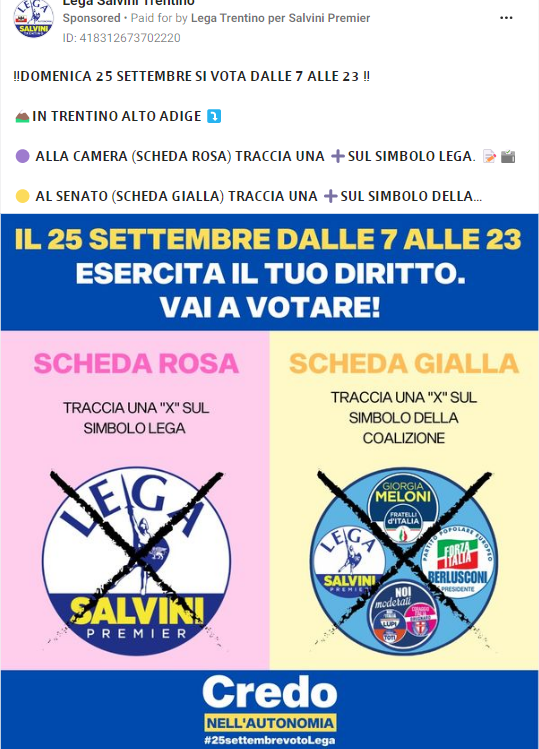 Lega Salvini Trentino
Sponsored • Paid for by Lega Trentino per Salvini Premier
ID: 418312673702220
‼DOMENICA 25 SETTEMBRE SI VOTA DALLE 7 ALLE 23 ‼
⛰️IN TRENTINO ALTO ADIGE ⤵️
🟣 ALLA CAMERA (SCHEDA ROSA) TRACCIA UNA ➕SUL SIMBOLO LEGA. 📝🗳️
🟡 AL SENATO (SCHEDA GIALLA) TRACCIA UNA ➕SUL SIMBOLO DELLA...
IL 25 SETTEMBRE DALLE 7 ALLE 23
ESERCITA IL TUO DIRITTO.
VAI A VOTARE!
SCHEDA ROSA
TRACCIA UNA "X" SUL
SIMBOLO LEGA
LEGA
SALVINI
PREMIER
SCHEDA GIALLA
TRACCIA UNA "X" SUL
SIMBOLO DELLA
COALIZIONE
GIORGIA
MELONI
FRATELLI
d'ITALIA
LEGA
SALVINI
PREMIER
PARTITO POPOLARE EUROPEO
FORZA
ITALIA
BERLUSCONI
PRESIDENTE
NOI
moderati
LUPI
TOTI
CORAGGIO
ITALIA
BRUGNARO
Credo
NELL'AUTONOMIA
#25settembrevotoLega